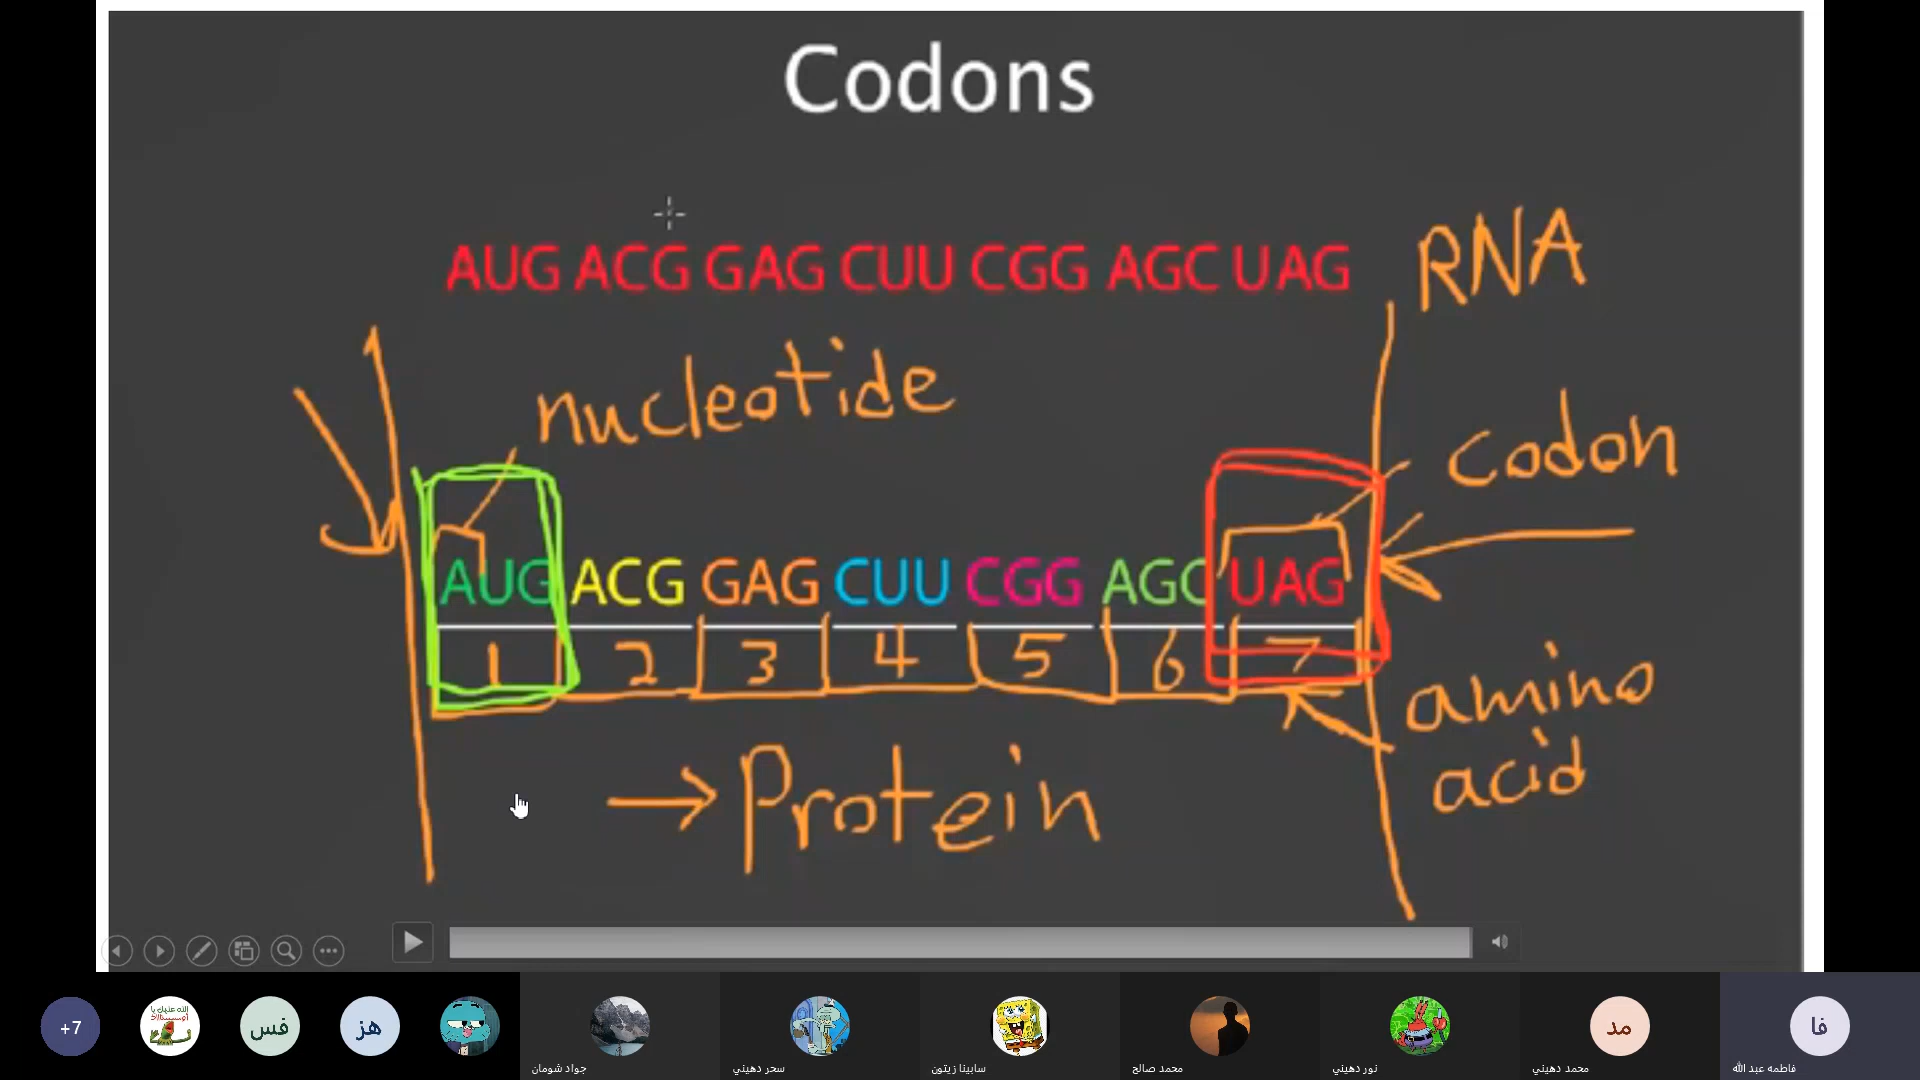 Codons
AUG ACG GAG CUU CGG AGC UAG
RNA
nucleotide
codon
AUG ACG GAG CUU CGG AGC UAG
1 2 3 4 5 6 7
amino
acid
→ Protein
+7
فس
هز
مد
فا
جواد شومان
سحر دهيني
سابينا زيتون
محمد صالح
نور دهيني
محمد دهيني
فاطمه عبد الله